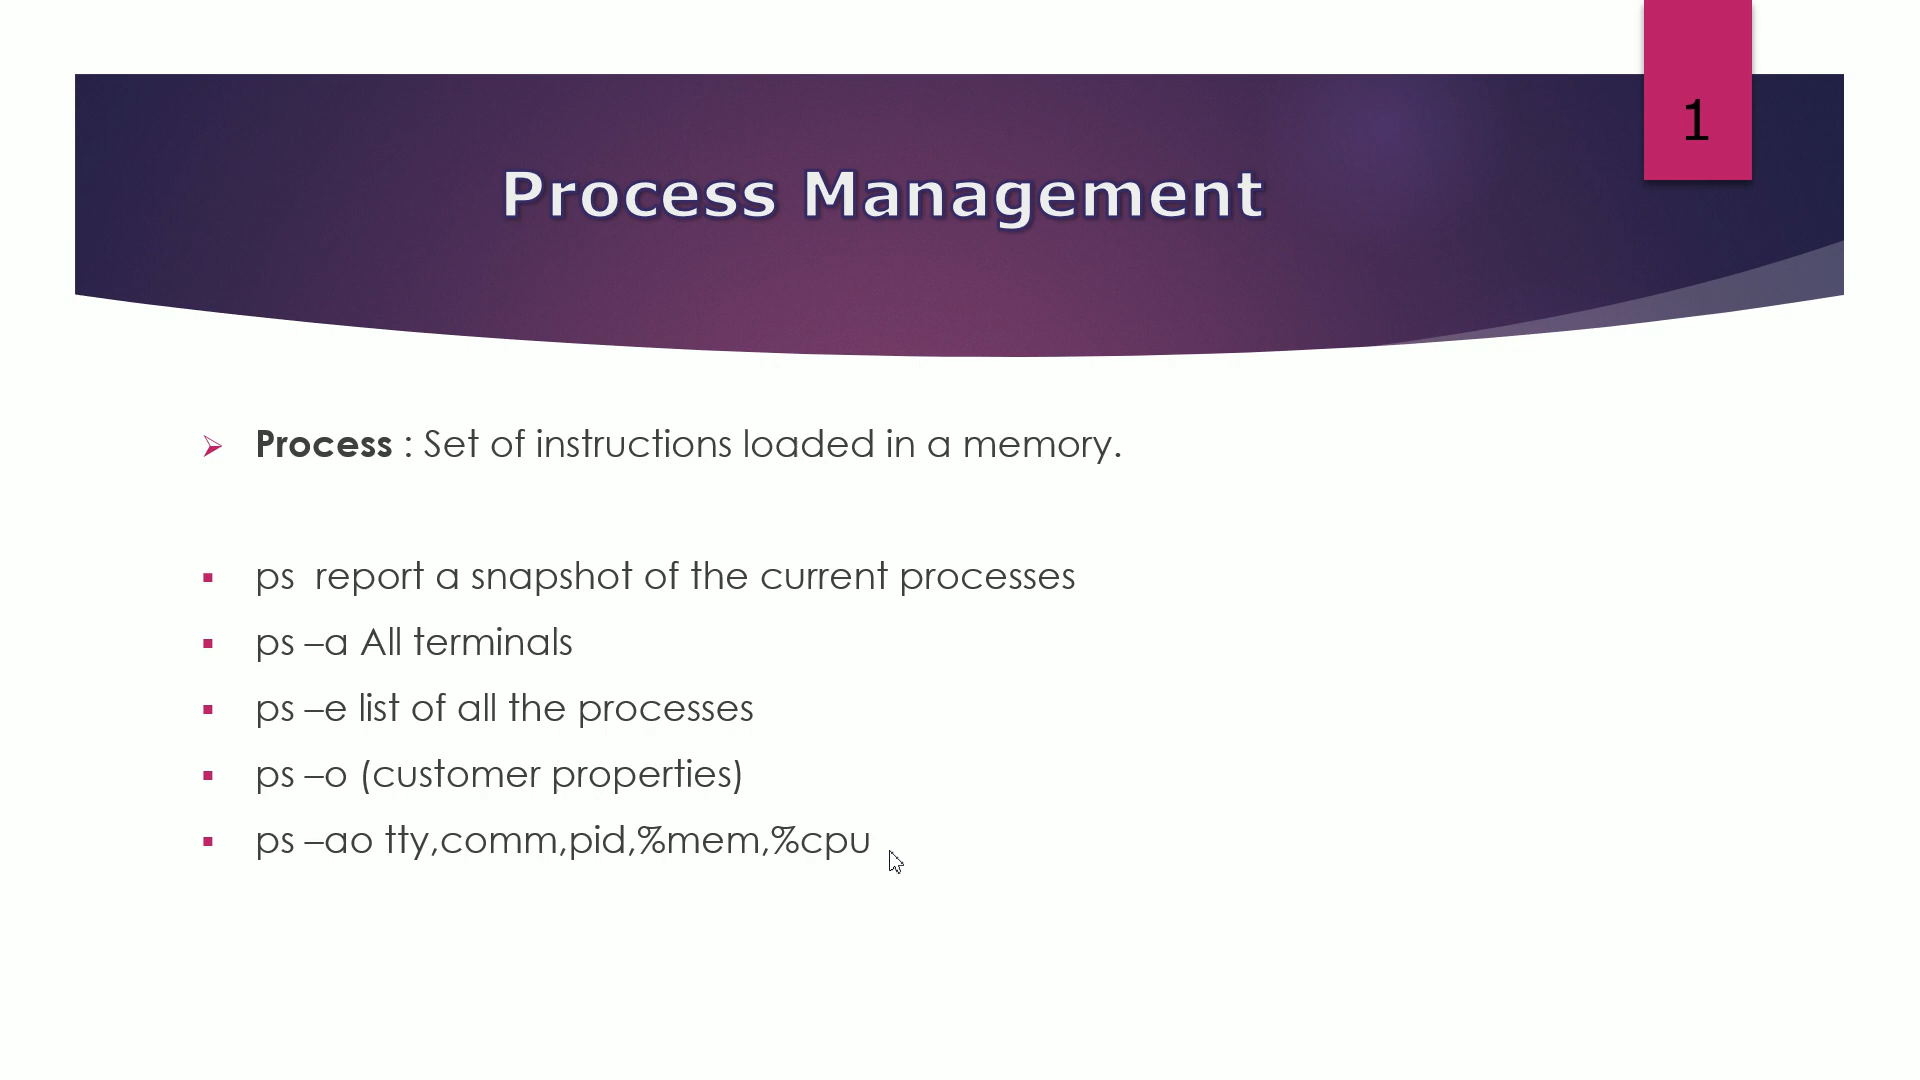 1
Process Management
Process : Set of instructions loaded in a memory.
ps  report a snapshot of the current processes
ps –a All terminals
ps –e list of all the processes
ps –o (customer properties)
ps –ao tty,comm,pid,%mem,%cpu